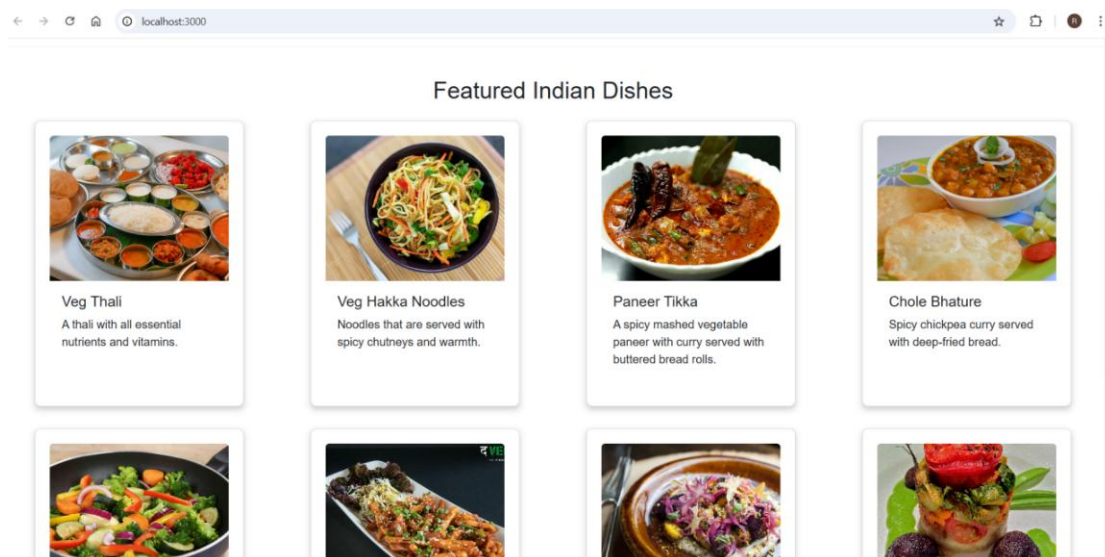 localhost:3000
R
Featured Indian Dishes
Veg Thali
A thali with all essential
nutrients and vitamins.
Veg Hakka Noodles
Noodles that are served with
spicy chutneys and warmth.
Paneer Tikka
A spicy mashed vegetable
paneer with curry served with
buttered bread rolls.
Chole Bhature
Spicy chickpea curry served
with deep-fried bread.
द VE